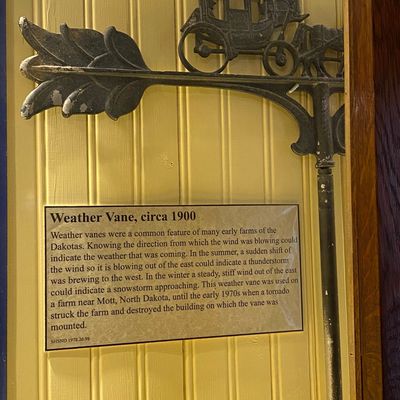 Weather Vane, circa 1900
Weather vanes were a common feature of many early farms of the
Dakotas. Knowing the direction from which the wind was blowing could
indicate the weather that was coming. In the summer, a sudden shift of
the wind so it is blowing out of the east could indicate a thunderstorm
was brewing to the west. In the winter a steady, stiff wind out of the east
could indicate a snowstorm approaching. This weather vane was used on
a farm near Mott, North Dakota, until the early 1970s when a tornado
struck the farm and destroyed the building on which the vane was
mounted.
SHSND 1978.20.98